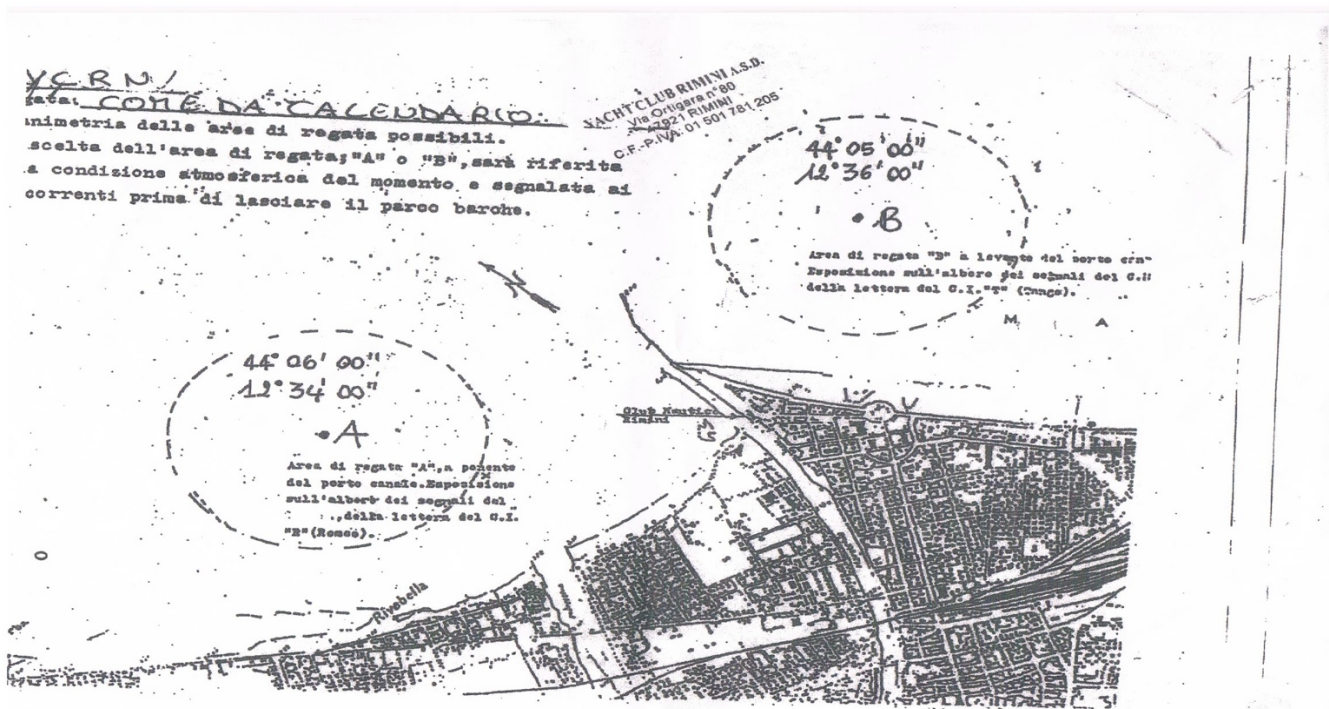 YCRN/
gata: COME DA CALENDARIO:
nimetria delle aree di regata possibili.
scelta dell'area di regata; "A" o "B", sarà riferita
a condizione atmosferica del momento e segnalata ai
correnti prima di lasciare il parco barche.
YACHT CLUB RIMINI A.S.D.
Via Ortigara n°80
47921 RIMINI
C.F.-P.IVA: 01 501 781 205
44° 05' 00"
12° 36' 00"
B
Area di regata "B" a levante del porto can-
Esposizione sull'albero dei segnali del C.N
della lettera del C.I. "T" (Tango).
M A
N
44° 06' 00"
12° 34' 00"
A
Area di regata "A", a ponente
del porto canale. Esposizione
sull'albero dei segnali del
., della lettera del C.I.
"R" (Romeo).
Club Nautico
Rimini
Rivabella